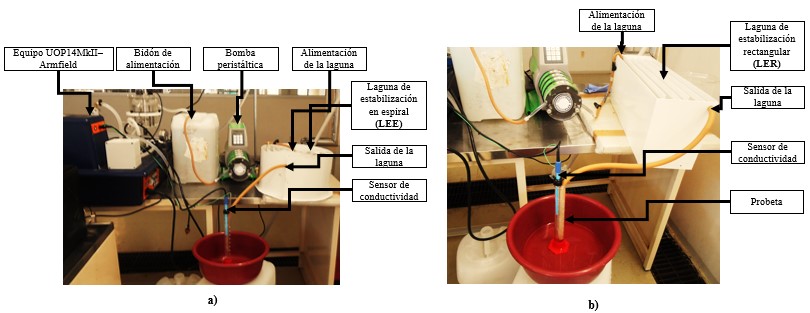 Equipo UOP14MkII–
Armfield
Bidón de
alimentación
Bomba
peristáltica
Alimentación
de la laguna
Laguna de
estabilización
en espiral
(LEE)
Salida de la
laguna
Sensor de
conductividad
a)
Alimentación
de la laguna
Laguna de
estabilización
rectangular
(LER)
Salida de la
laguna
Sensor de
conductividad
Probeta
b)